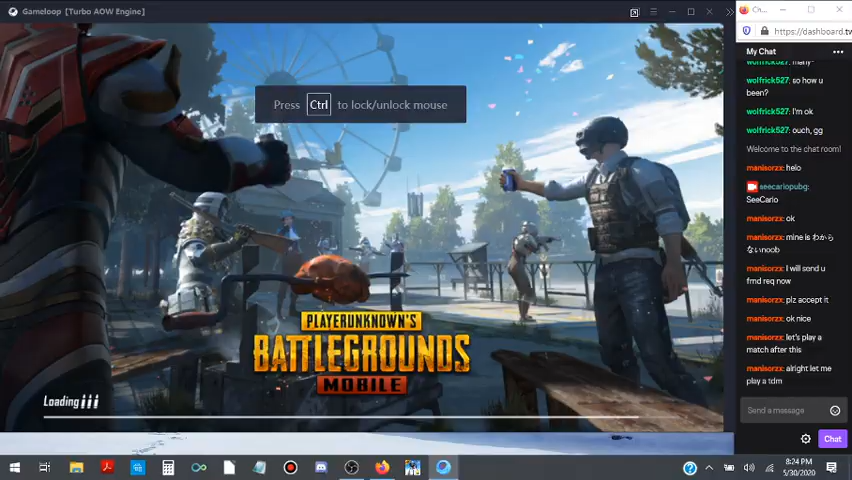 Gameloop [Turbo AOW Engine]
Press Ctrl to lock/unlock mouse
PLAYERUNKNOWN'S
BATTLEGROUNDS
MOBILE
Loading
https://dashboard.tw
My Chat
wolfrick527: many*
wolfrick527: so how u
been?
wolfrick527: I'm ok
wolfrick527: ouch, gg
Welcome to the chat room!
manisorzx: helo
seecariopubg:
SeeCario
manisorzx: ok
manisorzx: mine is わから
ないnoob
manisorzx: I will send u
frnd req now
manisorzx: plz accept it
manisorzx: ok nice
manisorzx: let's play a
match after this
manisorzx: alright let me
play a tdm
Send a message
Chat
8:24 PM
5/30/2020